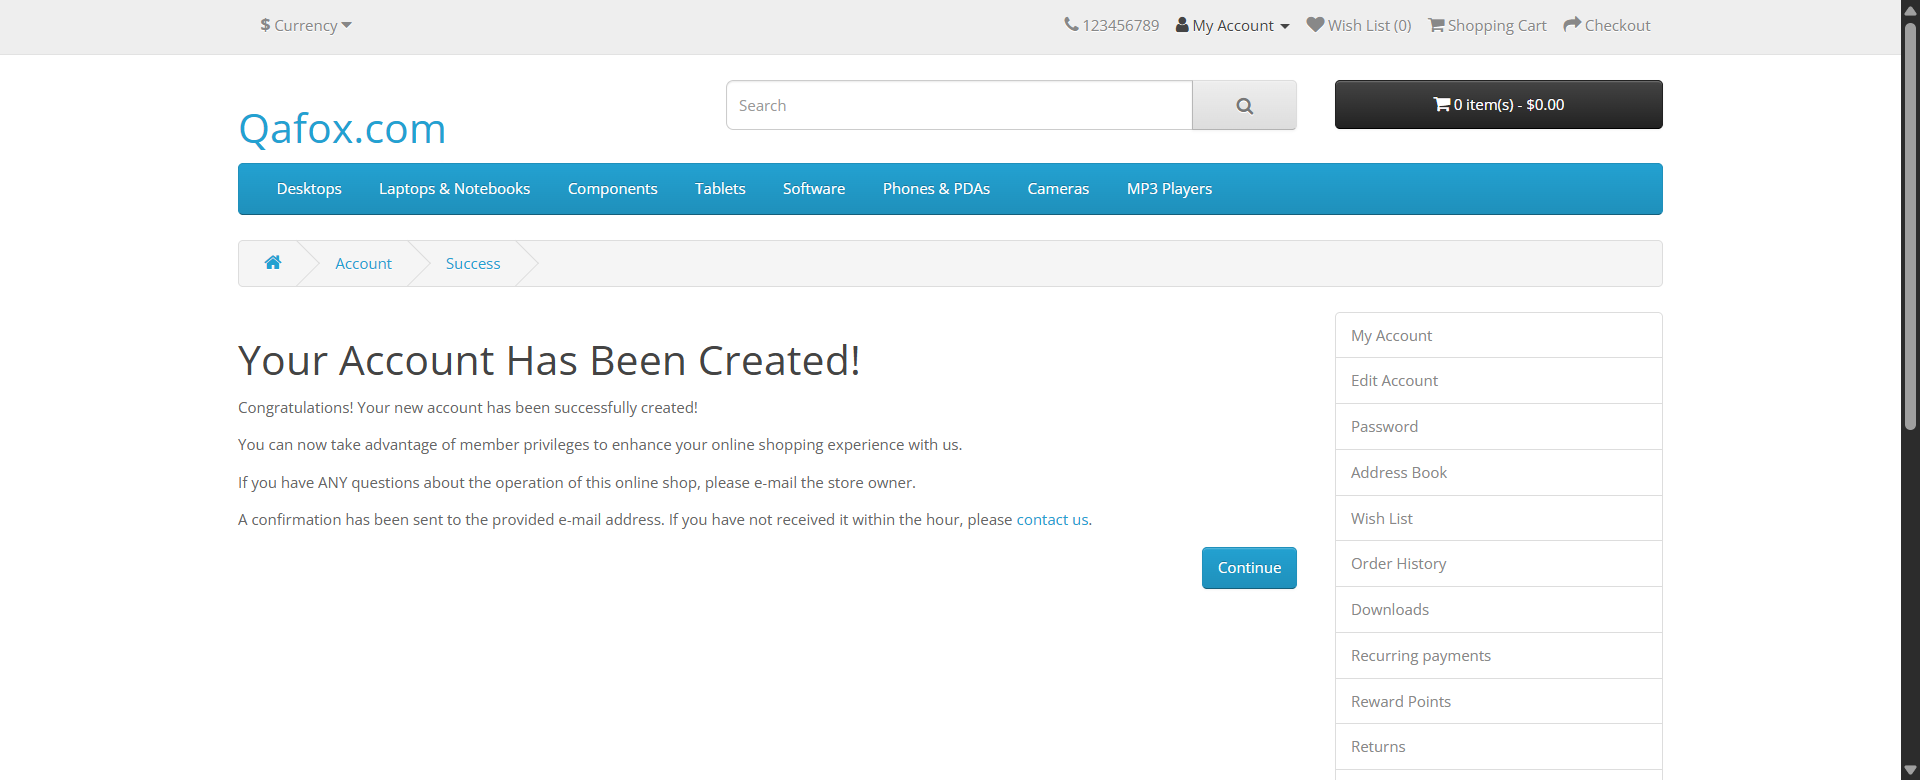 $ Currency
123456789 My Account Wish List (0) Shopping Cart Checkout
Qafox.com
Search
0 item(s) - $0.00
Desktops Laptops & Notebooks Components Tablets Software Phones & PDAs Cameras MP3 Players
Account Success
Your Account Has Been Created!
Congratulations! Your new account has been successfully created!
You can now take advantage of member privileges to enhance your online shopping experience with us.
If you have ANY questions about the operation of this online shop, please e-mail the store owner.
A confirmation has been sent to the provided e-mail address. If you have not received it within the hour, please contact us.
Continue
My Account
Edit Account
Password
Address Book
Wish List
Order History
Downloads
Recurring payments
Reward Points
Returns